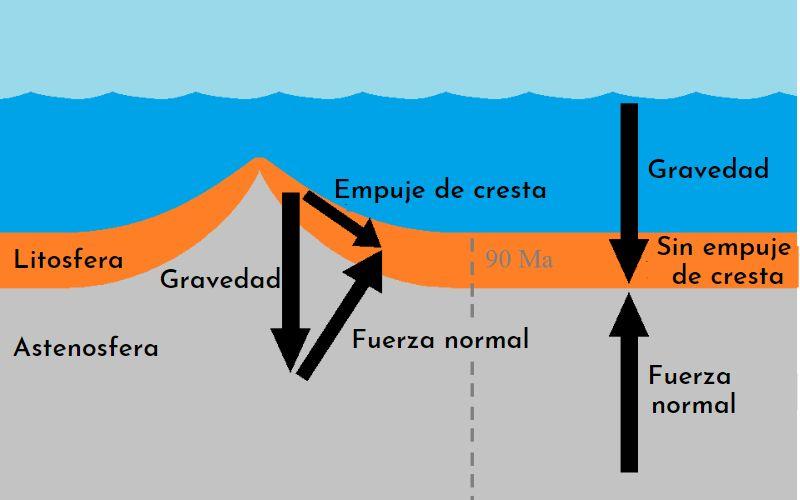 Gravedad
Empuje de cresta
Litosfera
Gravedad
90 Ma
Sin empuje
de cresta
Astenosfera
Fuerza normal
Fuerza
normal